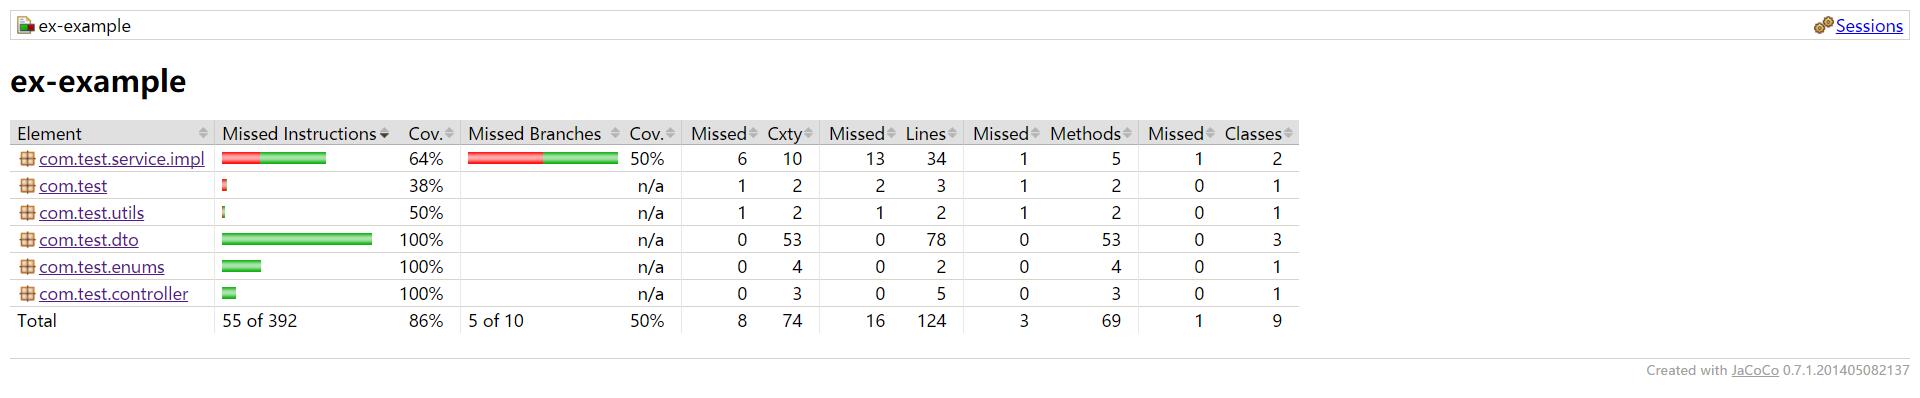 ex-example Sessions
ex-example
Element Missed Instructions Cov. Missed Branches Cov. Missed Cxty Missed Lines Missed Methods Missed Classes
com.test.service.impl 64% 50% 6 10 13 34 1 5 1 2
com.test 38% n/a 1 2 2 3 1 2 0 1
com.test.utils 50% n/a 1 2 1 2 1 2 0 1
com.test.dto 100% n/a 0 53 0 78 0 53 0 3
com.test.enums 100% n/a 0 4 0 2 0 4 0 1
com.test.controller 100% n/a 0 3 0 5 0 3 0 1
Total 55 of 392 86% 5 of 10 50% 8 74 16 124 3 69 1 9
Created with JaCoCo 0.7.1.201405082137